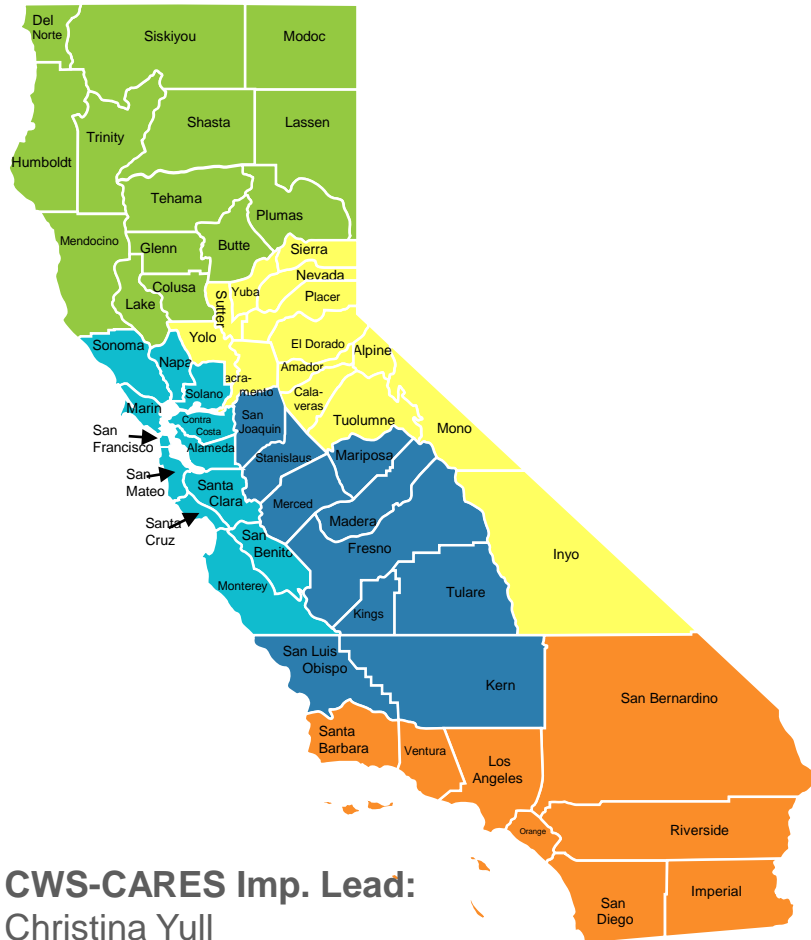 Del
Norte
Siskiyou
Modoc
Humboldt
Trinity
Shasta
Lassen
Tehama
Plumas
Mendocino
Glenn
Butte
Sierra
Nevada
Colusa
Lake
Sutter
Yuba
Placer
Sonoma
Napa
Yolo
El Dorado
Alpine
Amador
Solano
acra-
mento
Cala-
veras
Marin
Contra
Costa
San
Joaquin
Tuolumne
Mono
San
Francisco
Alameda
Stanislaus
Mariposa
San
Mateo
Santa
Clara
Merced
Madera
Santa
Cruz
San
Benito
Fresno
Inyo
Monterey
Kings
Tulare
San Luis
Obispo
Kern
San Bernardino
Santa
Barbara
Ventura
Los
Angeles
Orange
Riverside
San
Diego
Imperial
CWS-CARES Imp. Lead:
Christina Yull